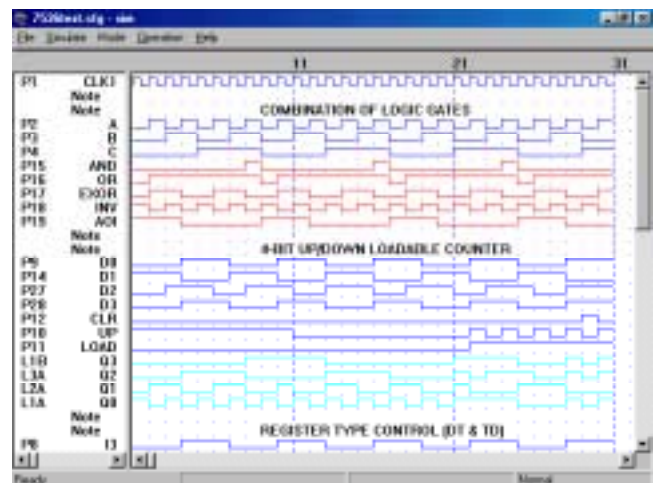 7538test.stg - sim
File Simulate Mode Operation Help
11 21 31
P1 CLK1
Note
Note COMBINATION OF LOGIC GATES
P2 A
P3 B
P4 C
P15 AND
P16 OR
P17 EXOR
P18 INV
P19 AOI
Note
Note 4-BIT UP/DOWN LOADABLE COUNTER
P9 D0
P14 D1
P27 D2
P28 D3
P12 CLR
P10 UP
P11 LOAD
L1B Q3
L3A Q2
L2A Q1
L1A Q0
Note
Note REGISTER TYPE CONTROL (DT & TD)
P8 I3
Ready Normal